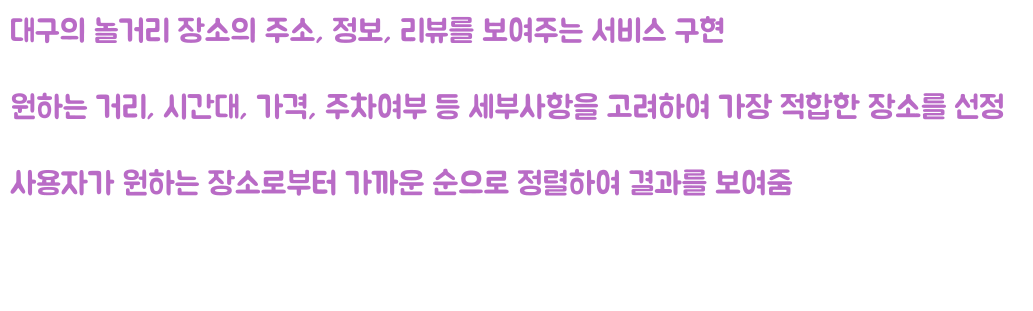 대구의 놀거리 장소의 주소, 정보, 리뷰를 보여주는 서비스 구현
원하는 거리, 시간대, 가격, 주차여부 등 세부사항을 고려하여 가장 적합한 장소를 선정
사용자가 원하는 장소로부터 가까운 순으로 정렬하여 결과를 보여줌